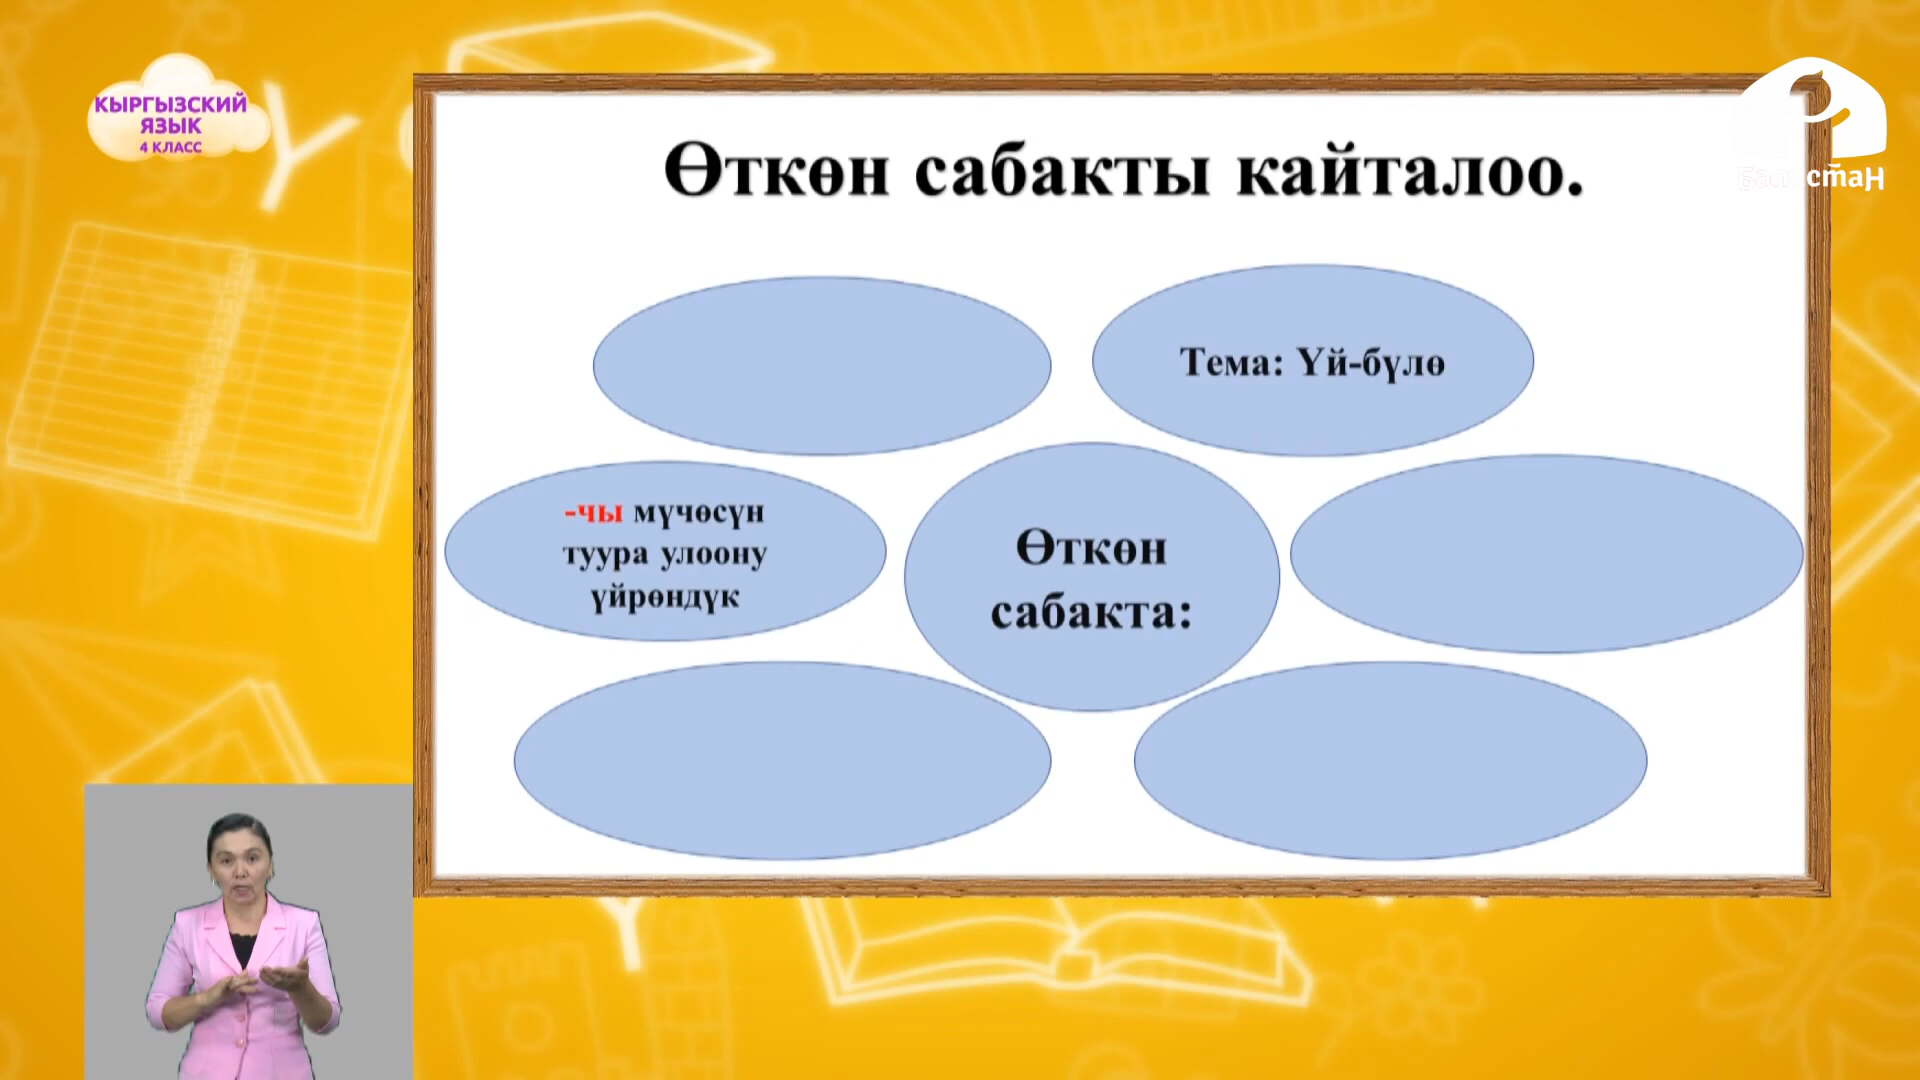 КЫРГЫЗСКИЙ
ЯЗЫК
4 КЛАСС
Өткөн сабакты кайталоо.
Тема: Үй-бүлө
-чы мүчөсүн
туура улоону
үйрөндүк
Өткөн
сабакта: